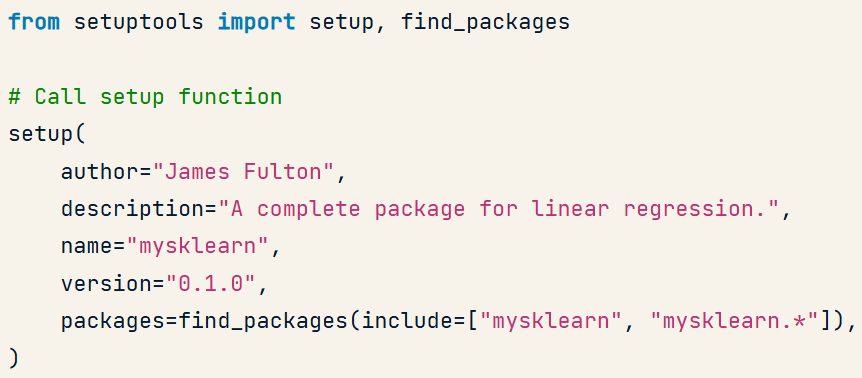 from setuptools import setup, find_packages

# Call setup function
setup(
    author="James Fulton",
    description="A complete package for linear regression.",
    name="mysklearn",
    version="0.1.0",
    packages=find_packages(include=["mysklearn", "mysklearn.*"]),
)